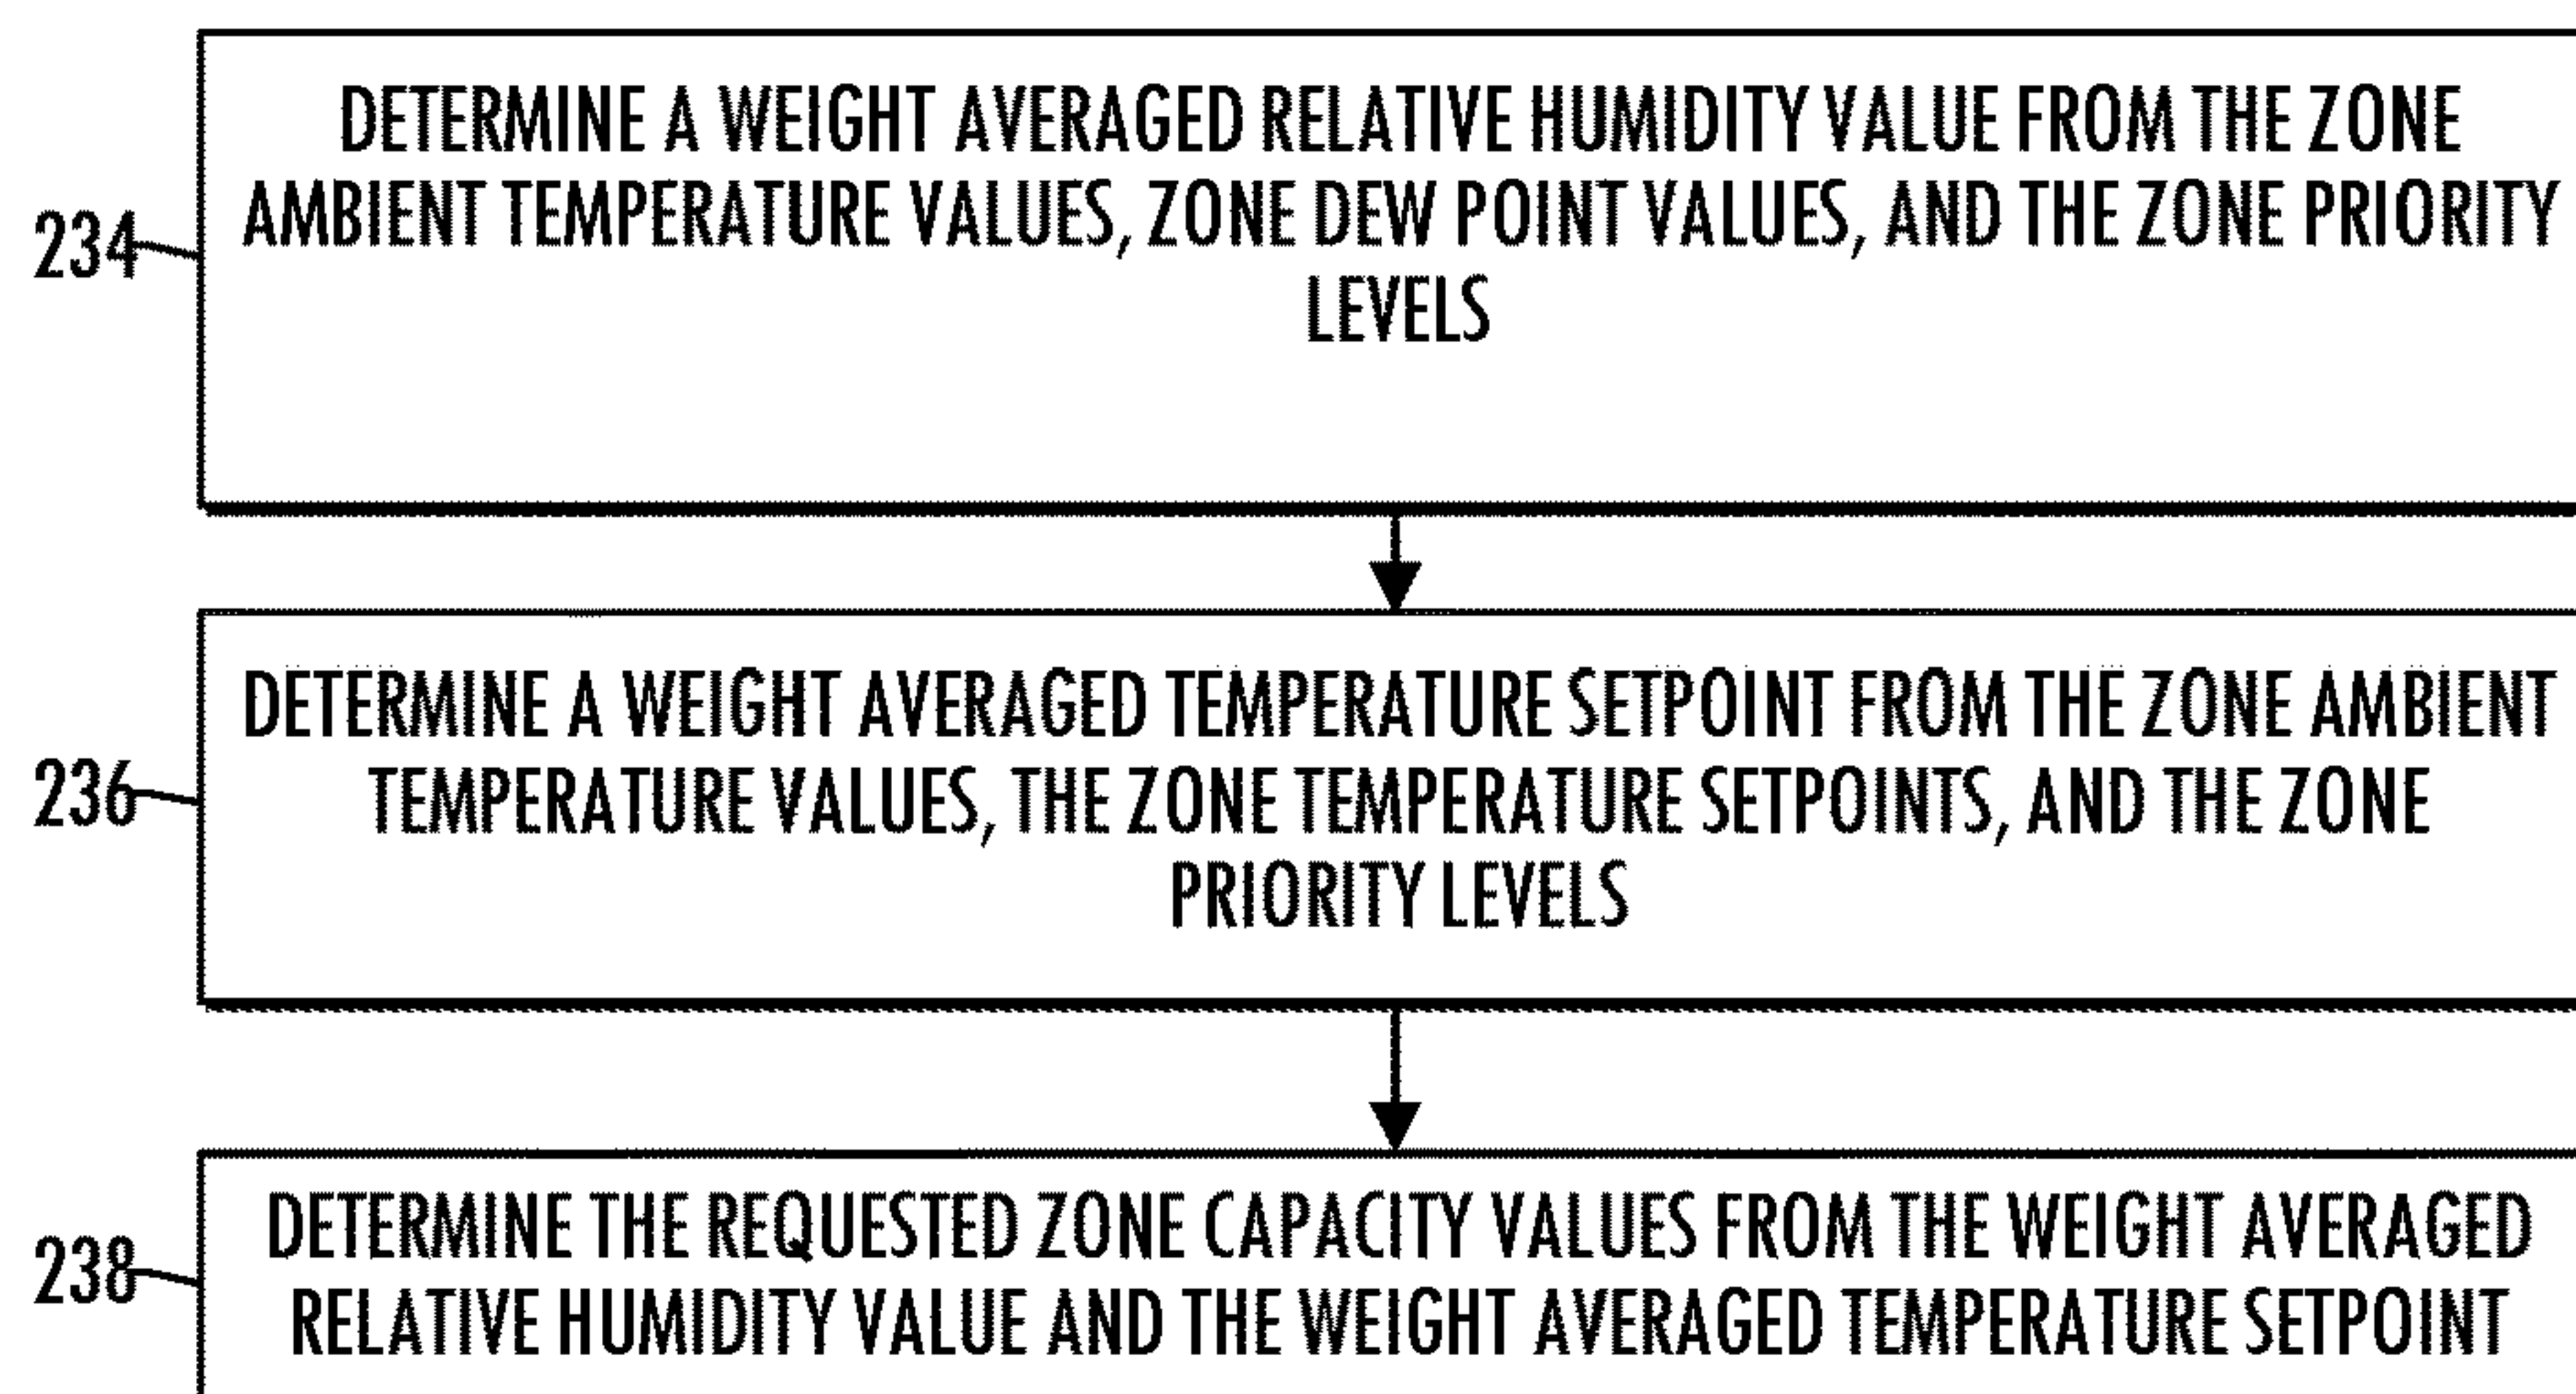 DETERMINE A WEIGHT AVERAGED RELATIVE HUMIDITY VALUE FROM THE ZONE
AMBIENT TEMPERATURE VALUES, ZONE DEW POINT VALUES, AND THE ZONE PRIORITY
LEVELS
234
DETERMINE A WEIGHT AVERAGED TEMPERATURE SETPOINT FROM THE ZONE AMBIENT
TEMPERATURE VALUES, THE ZONE TEMPERATURE SETPOINTS, AND THE ZONE
PRIORITY LEVELS
236
DETERMINE THE REQUESTED ZONE CAPACITY VALUES FROM THE WEIGHT AVERAGED
RELATIVE HUMIDITY VALUE AND THE WEIGHT AVERAGED TEMPERATURE SETPOINT
238